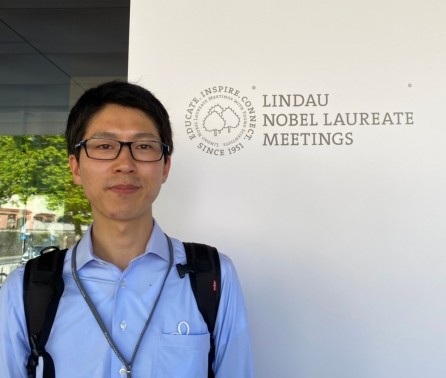 EDUCATE. INSPIRE. CONNECT.
SINCE 1951
LINDAU
NOBEL LAUREATE
MEETINGS